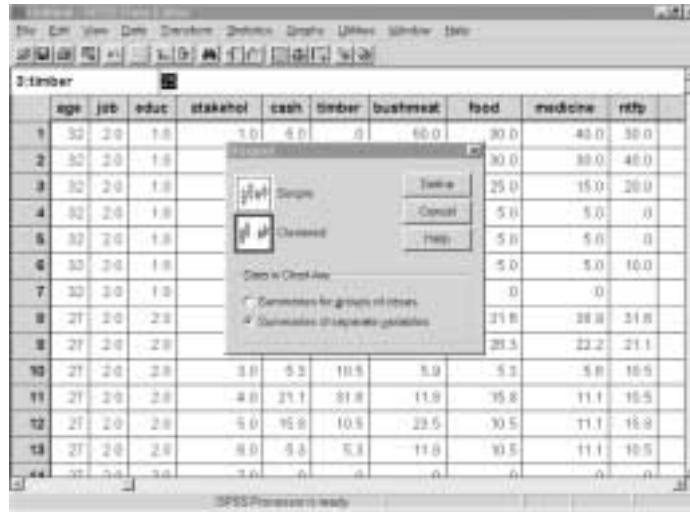 File Edit View Data Transform Statistics Graphs Utilities Window Help
2:timber
age job educ stakehol cash timber bushmeat food medicine ntfp
1 32 2.0 1.0 1.0 5.0 .0 60.0 30.0 40.0 30.0
2 32 2.0 1.0 30.0 30.0 40.0
3 32 2.0 1.0 25.0 15.0 20.0
4 32 2.0 1.0 5.0 5.0 .0
5 32 2.0 1.0 5.0 5.0 .0
6 32 2.0 1.0 5.0 5.0 10.0
7 32 2.0 1.0 .0 .0
8 27 2.0 2.0 31.6
9 27 2.0 2.0 22.2 21.1
10 27 2.0 2.0 3.0 5.3 10.5 5.9 5.3 5.6 10.5
11 27 2.0 2.0 4.0 21.1 11.8 15.8 11.1 10.5
12 27 2.0 2.0 5.0 15.8 10.5 23.5 10.5 11.1 15.8
13 27 2.0 2.0 6.0 5.3 5.3 11.8 10.5 11.1 10.5
Simple
Clustered
Define
Cancel
Help
Data in Chart Are
Summaries for groups of cases
Summaries of separate variables
SPSS Processor is ready